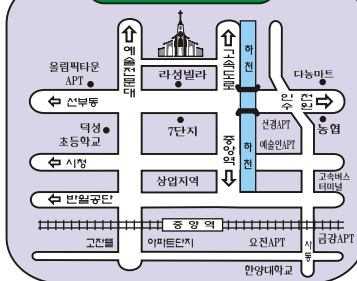 예술전문대
고속도로
하천
올림픽타운
APT
라성빌라
다농마트
선부동
인천
수원
덕성
초등학교
7단지
선경APT
농협
시청
중앙역
하천
예술인APT
상업지역
고속버스
터미널
반월공단
중앙역
고잔뜰
아파트단지
요진APT
사동
금강APT
한양대학교